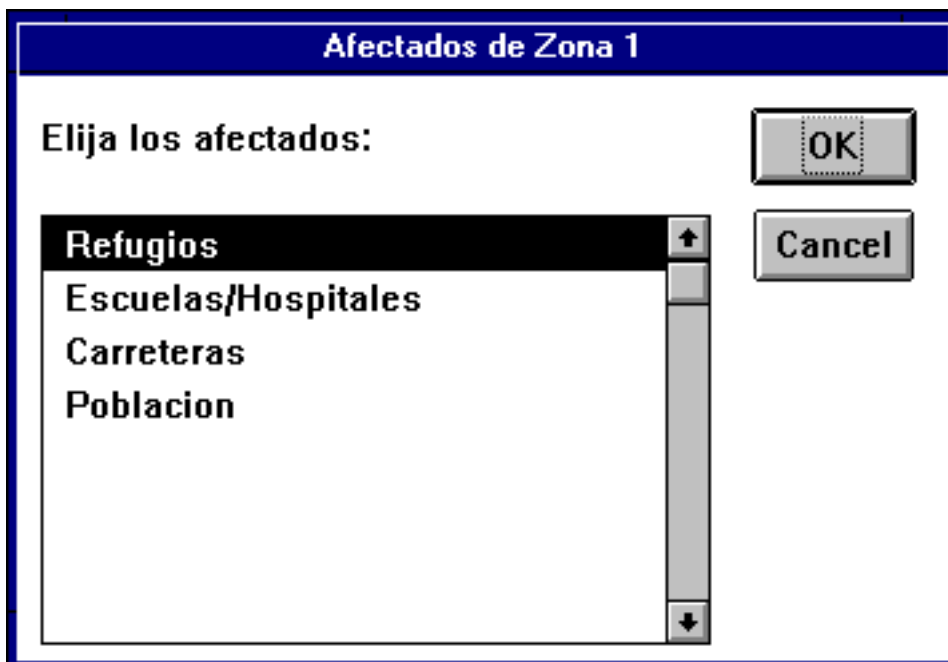 Afectados de Zona 1
Elija los afectados:
OK
Cancel
Refugios
Escuelas/Hospitales
Carreteras
Poblacion